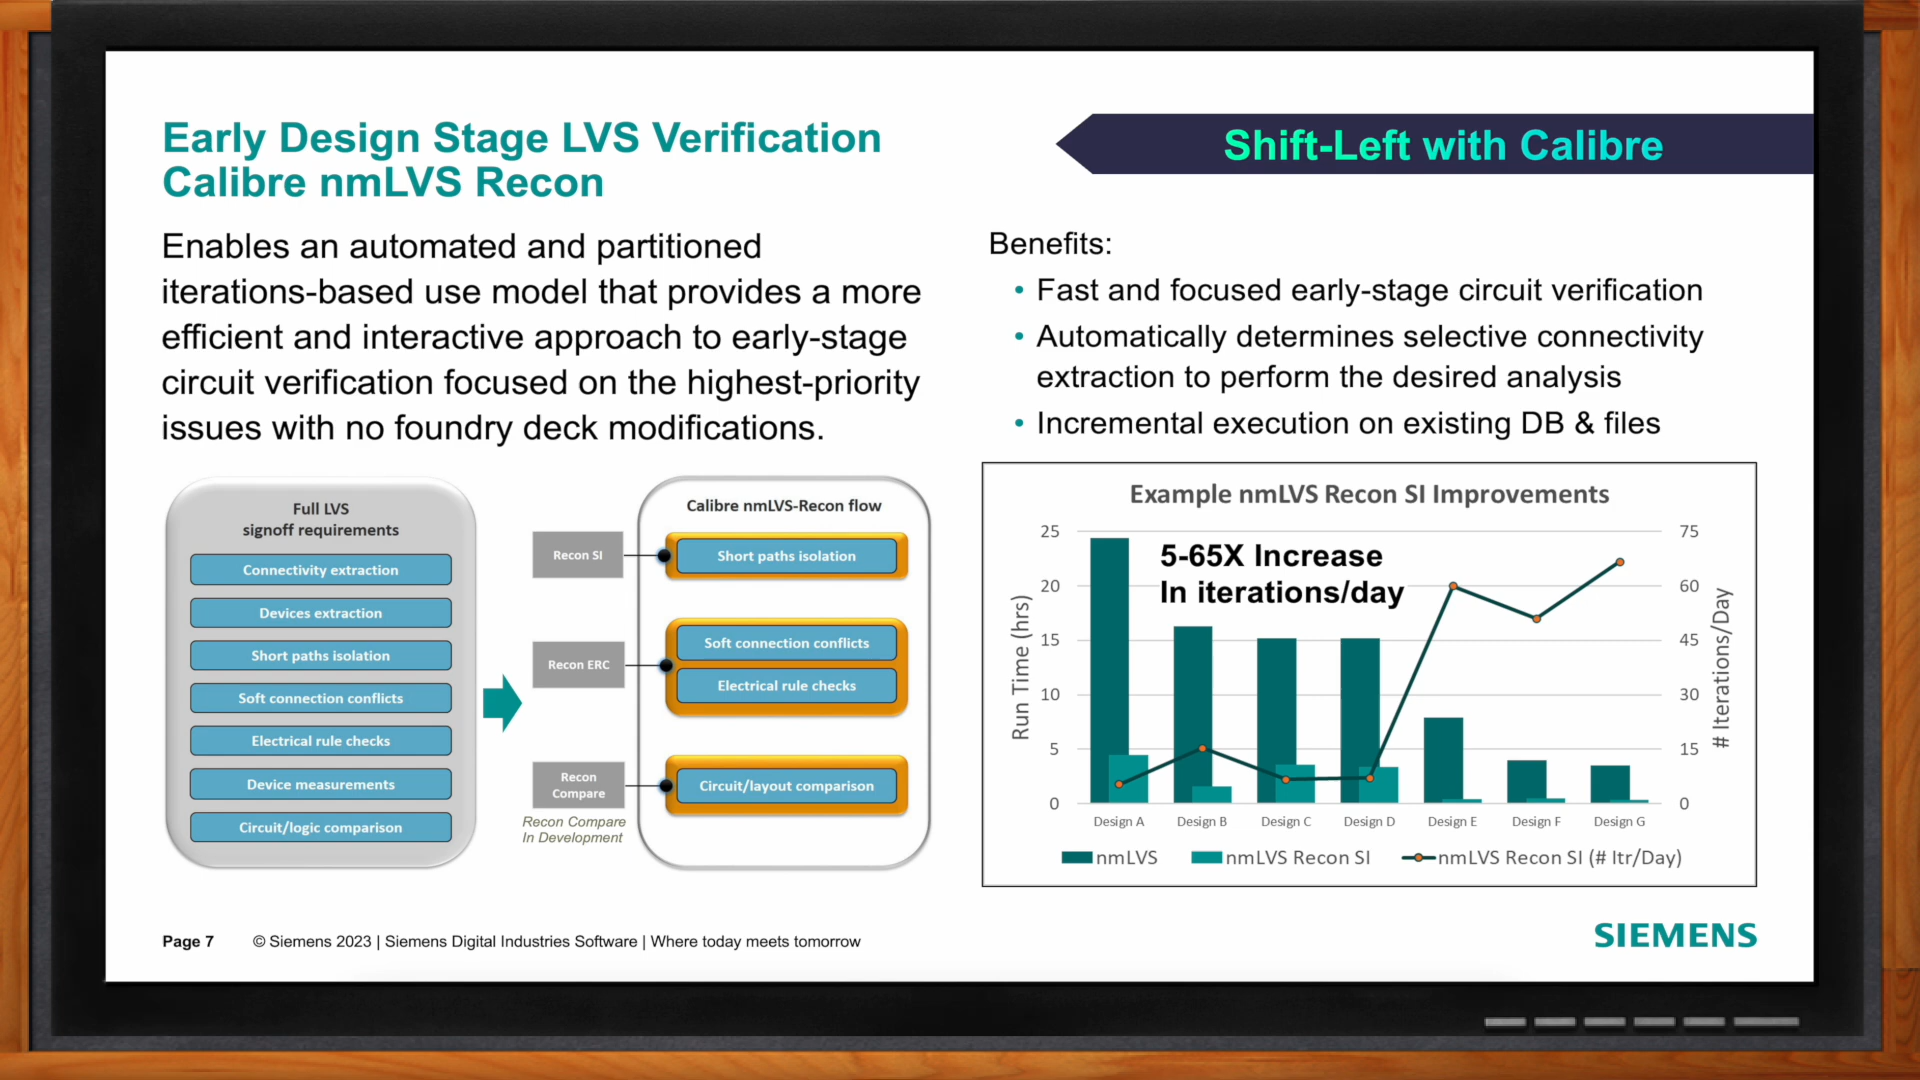 Early Design Stage LVS Verification
Calibre nmLVS Recon
Shift-Left with Calibre
Enables an automated and partitioned
iterations-based use model that provides a more
efficient and interactive approach to early-stage
circuit verification focused on the highest-priority
issues with no foundry deck modifications.
Benefits:
• Fast and focused early-stage circuit verification
• Automatically determines selective connectivity
extraction to perform the desired analysis
• Incremental execution on existing DB & files
Full LVS
signoff requirements
Connectivity extraction
Devices extraction
Short paths isolation
Soft connection conflicts
Electrical rule checks
Device measurements
Circuit/logic comparison
Recon SI
Recon ERC
Recon
Compare
Recon Compare
In Development
Calibre nmLVS-Recon flow
Short paths isolation
Soft connection conflicts
Electrical rule checks
Circuit/layout comparison
Example nmLVS Recon SI Improvements
5-65X Increase
In iterations/day
Run Time (hrs)
25
20
15
10
5
0
75
60
45
30
15
0
# Iterations/Day
Design A Design B Design C Design D Design E Design F Design G
nmLVS nmLVS Recon SI nmLVS Recon SI (# Itr/Day)
Page 7 © Siemens 2023 | Siemens Digital Industries Software | Where today meets tomorrow
SIEMENS